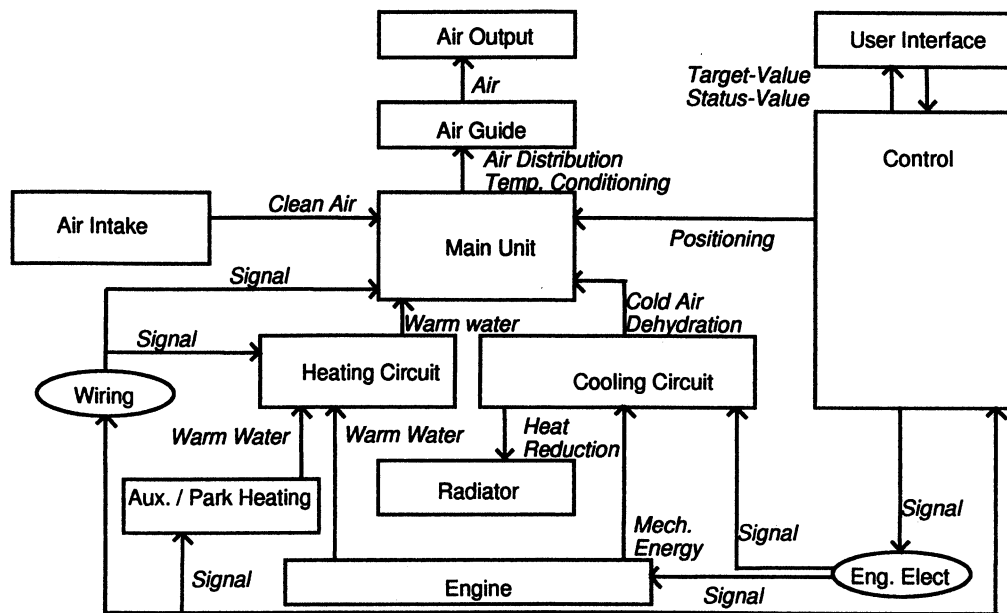 Air Output
User Interface
Air
Target-Value
Status-Value
Air Guide
Control
Air Distribution
Temp. Conditioning
Clean Air
Air Intake
Main Unit
Positioning
Signal
Cold Air
Dehydration
Warm water
Signal
Heating Circuit
Cooling Circuit
Wiring
Warm Water
Warm Water
Heat
Reduction
Aux. / Park Heating
Radiator
Signal
Mech.
Energy
Signal
Signal
Engine
Signal
Eng. Elect